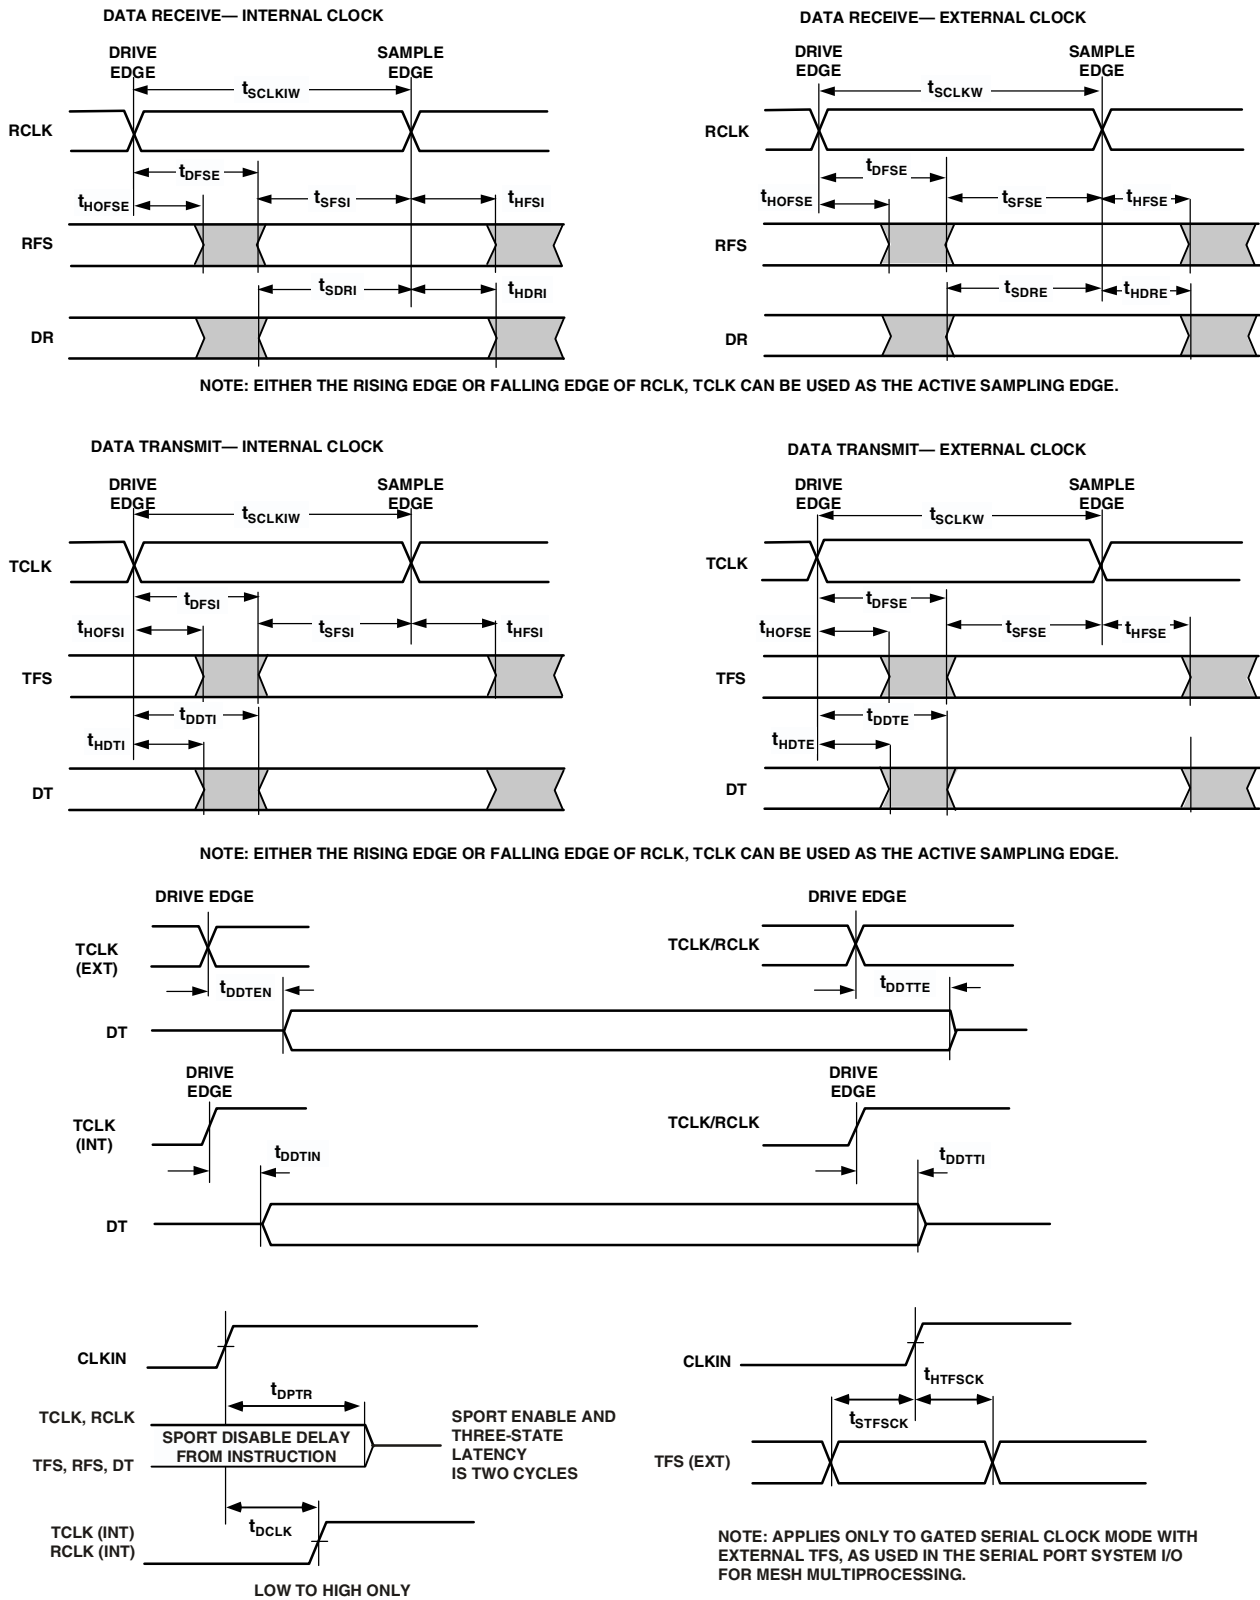 DATA RECEIVE— INTERNAL CLOCK
DRIVE
EDGE
SAMPLE
EDGE
tSCLKIW
RCLK
tDFSE
tHOFSE
tSFSI
tHFSI
RFS
tSDRI
tHDRI
DR
DATA RECEIVE— EXTERNAL CLOCK
DRIVE
EDGE
SAMPLE
EDGE
tSCLKW
RCLK
tDFSE
tHOFSE
tSFSE
tHFSE
RFS
tSDRE
tHDRE
DR
NOTE: EITHER THE RISING EDGE OR FALLING EDGE OF RCLK, TCLK CAN BE USED AS THE ACTIVE SAMPLING EDGE.
DATA TRANSMIT— INTERNAL CLOCK
DRIVE
EDGE
SAMPLE
EDGE
tSCLKIW
TCLK
tDFSI
tHOFSI
tSFSI
tHFSI
TFS
tDDTI
tHDTI
DT
DATA TRANSMIT— EXTERNAL CLOCK
DRIVE
EDGE
SAMPLE
EDGE
tSCLKW
TCLK
tDFSE
tHOFSE
tSFSE
tHFSE
TFS
tDDTE
tHDTE
DT
NOTE: EITHER THE RISING EDGE OR FALLING EDGE OF RCLK, TCLK CAN BE USED AS THE ACTIVE SAMPLING EDGE.
DRIVE EDGE
DRIVE EDGE
TCLK
(EXT)
TCLK/RCLK
tDDTEN
tDDTTE
DT
DRIVE
EDGE
DRIVE
EDGE
TCLK
(INT)
TCLK/RCLK
tDDTIN
tDDTTI
DT
CLKIN
tDPTR
TCLK, RCLK
SPORT DISABLE DELAY
FROM INSTRUCTION
TFS, RFS, DT
SPORT ENABLE AND
THREE-STATE
LATENCY
IS TWO CYCLES
tDCLK
TCLK (INT)
RCLK (INT)
LOW TO HIGH ONLY
CLKIN
tHTFSCK
tSTFSCK
TFS (EXT)
NOTE: APPLIES ONLY TO GATED SERIAL CLOCK MODE WITH
EXTERNAL TFS, AS USED IN THE SERIAL PORT SYSTEM I/O
FOR MESH MULTIPROCESSING.